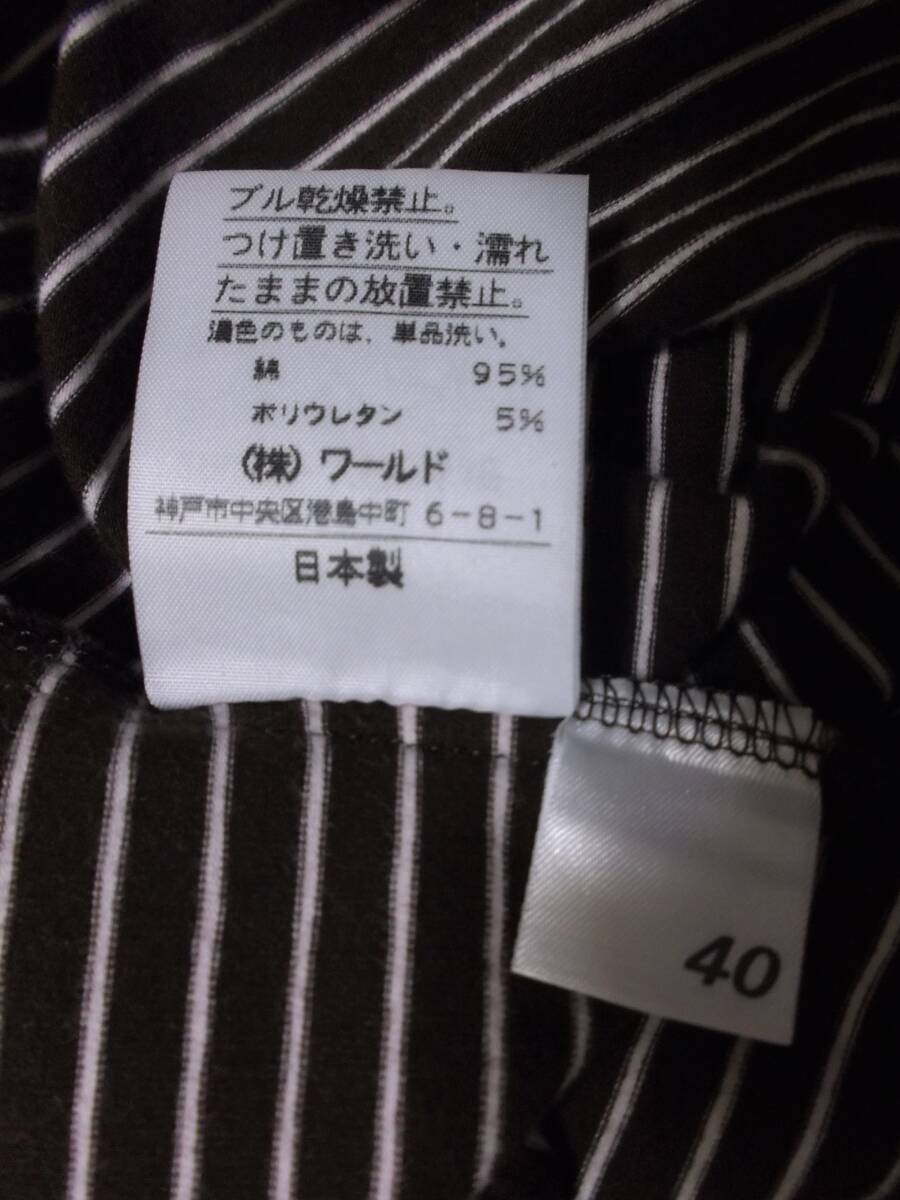 ブル乾燥禁止。
つけ置き洗い・濡れ
たままの放置禁止。
濃色のものは、単品洗い。
綿 95%
ポリウレタン 5%
(株) ワールド
神戸市中央区港島中町 6-8-1
日本製
40